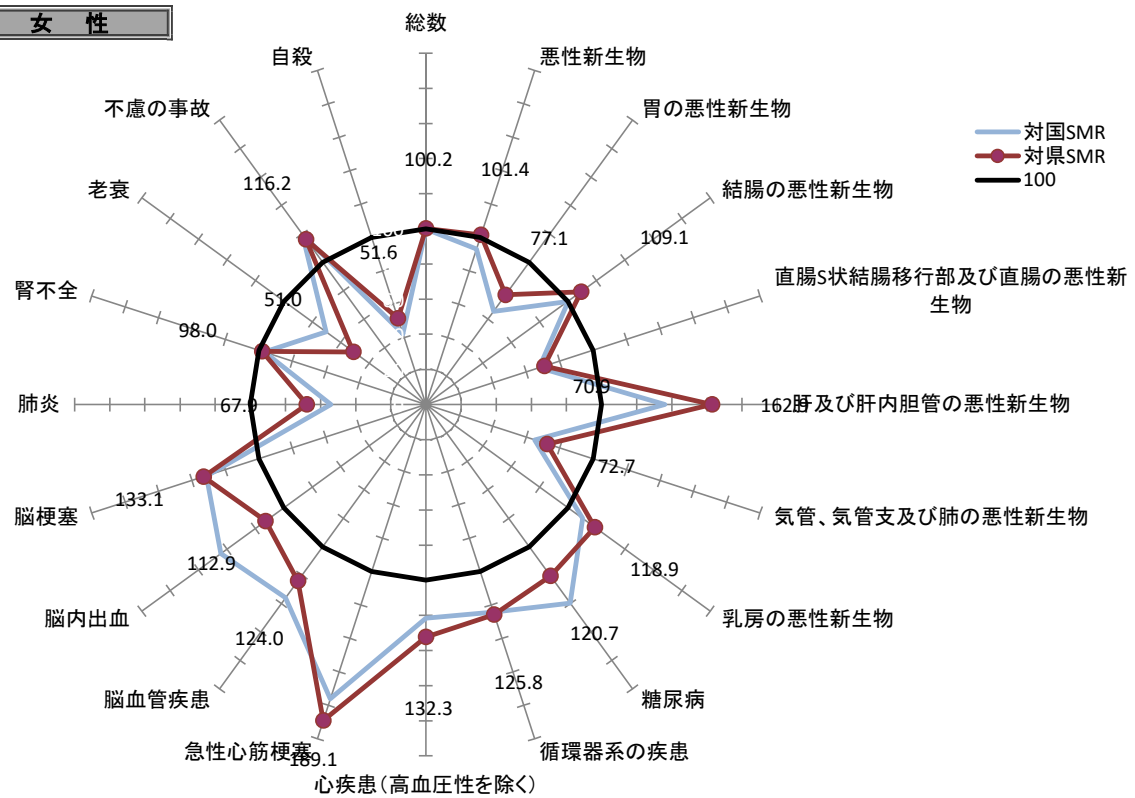 女 性
総数
自殺
悪性新生物
不慮の事故
胃の悪性新生物
対国SMR
対県SMR
100
100.2
101.4
116.2
老衰
結腸の悪性新生物
51.6
77.1
109.1
直腸S状結腸移行部及び直腸の悪性新
生物
腎不全
51.0
98.0
肺炎
67.9
70.9
肝及び肝内胆管の悪性新生物
72.7
133.1
脳梗塞
気管、気管支及び肺の悪性新生物
112.9
118.9
脳内出血
乳房の悪性新生物
124.0
120.7
脳血管疾患
125.8
糖尿病
132.3
急性心筋梗塞
189.1
循環器系の疾患
心疾患(高血圧性を除く)